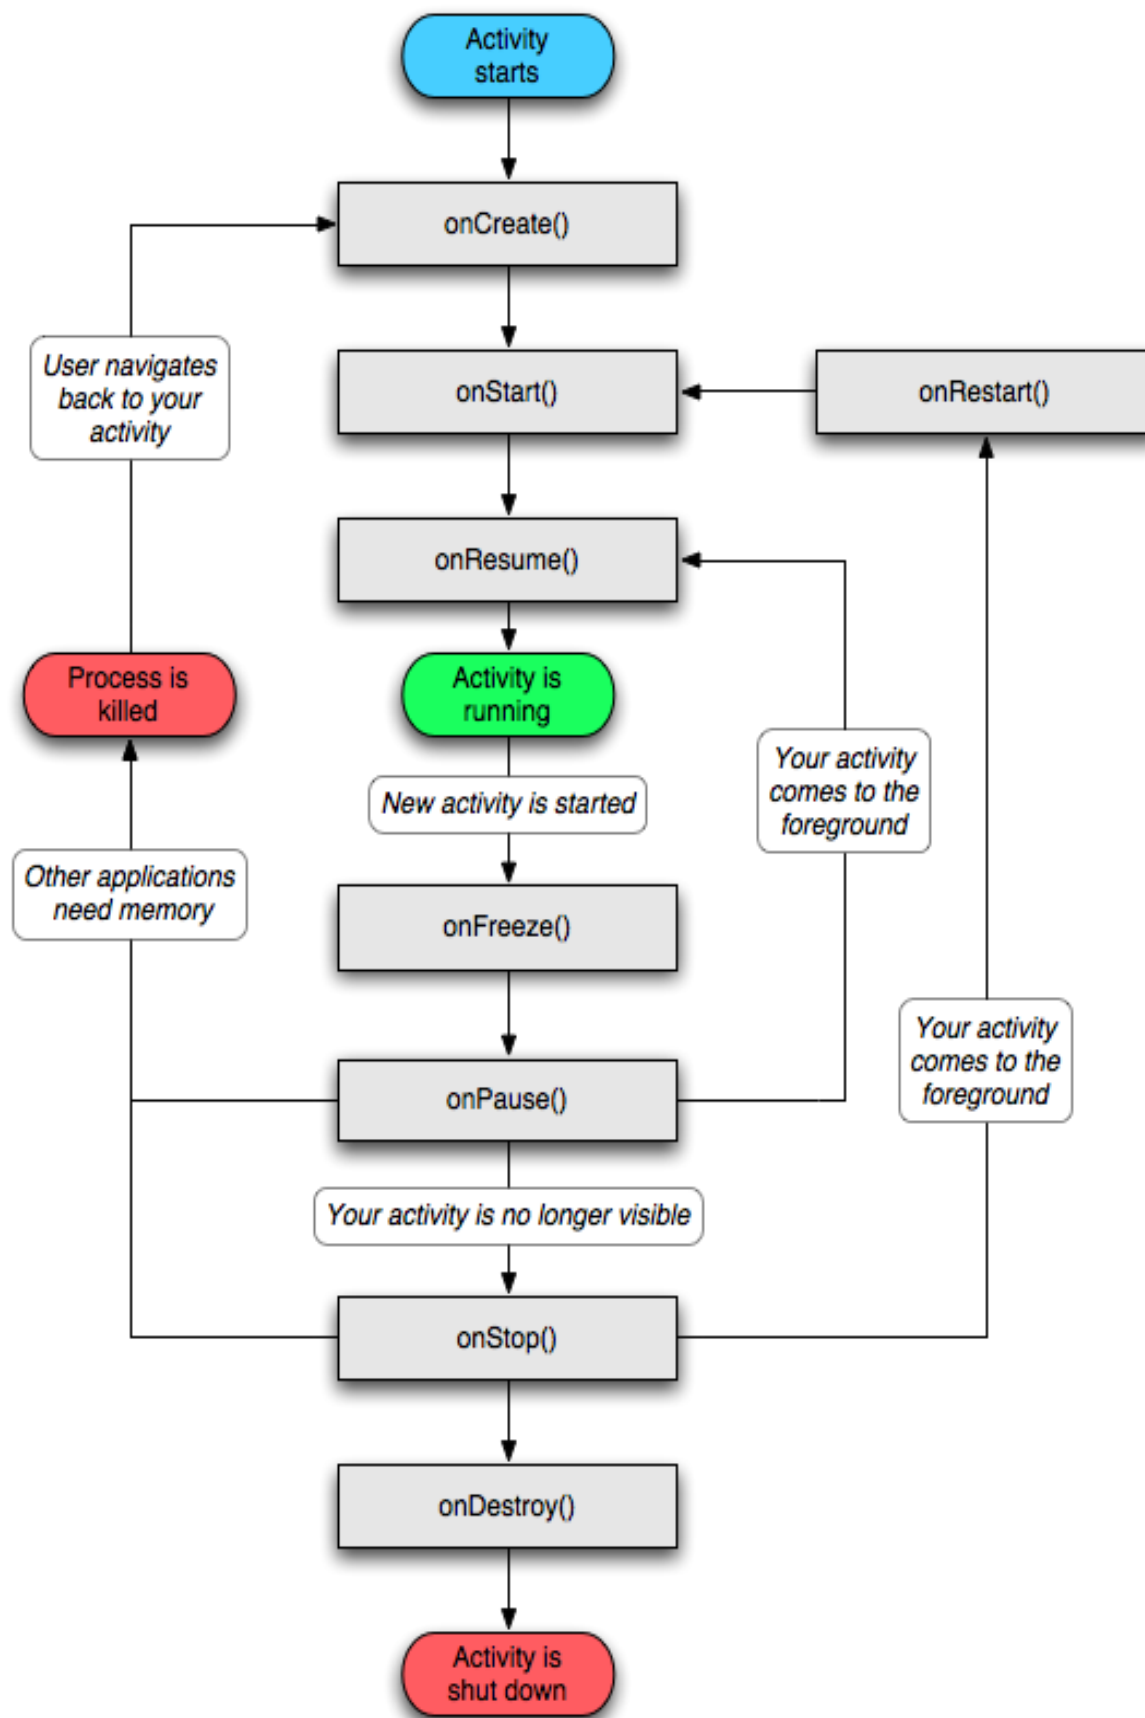 Activity
starts
onCreate()
User navigates
back to your
activity
onStart()
onRestart()
onResume()
Process is
killed
Activity is
running
New activity is started
Your activity
comes to the
foreground
Other applications
need memory
onFreeze()
Your activity
comes to the
foreground
onPause()
Your activity is no longer visible
onStop()
onDestroy()
Activity is
shut down